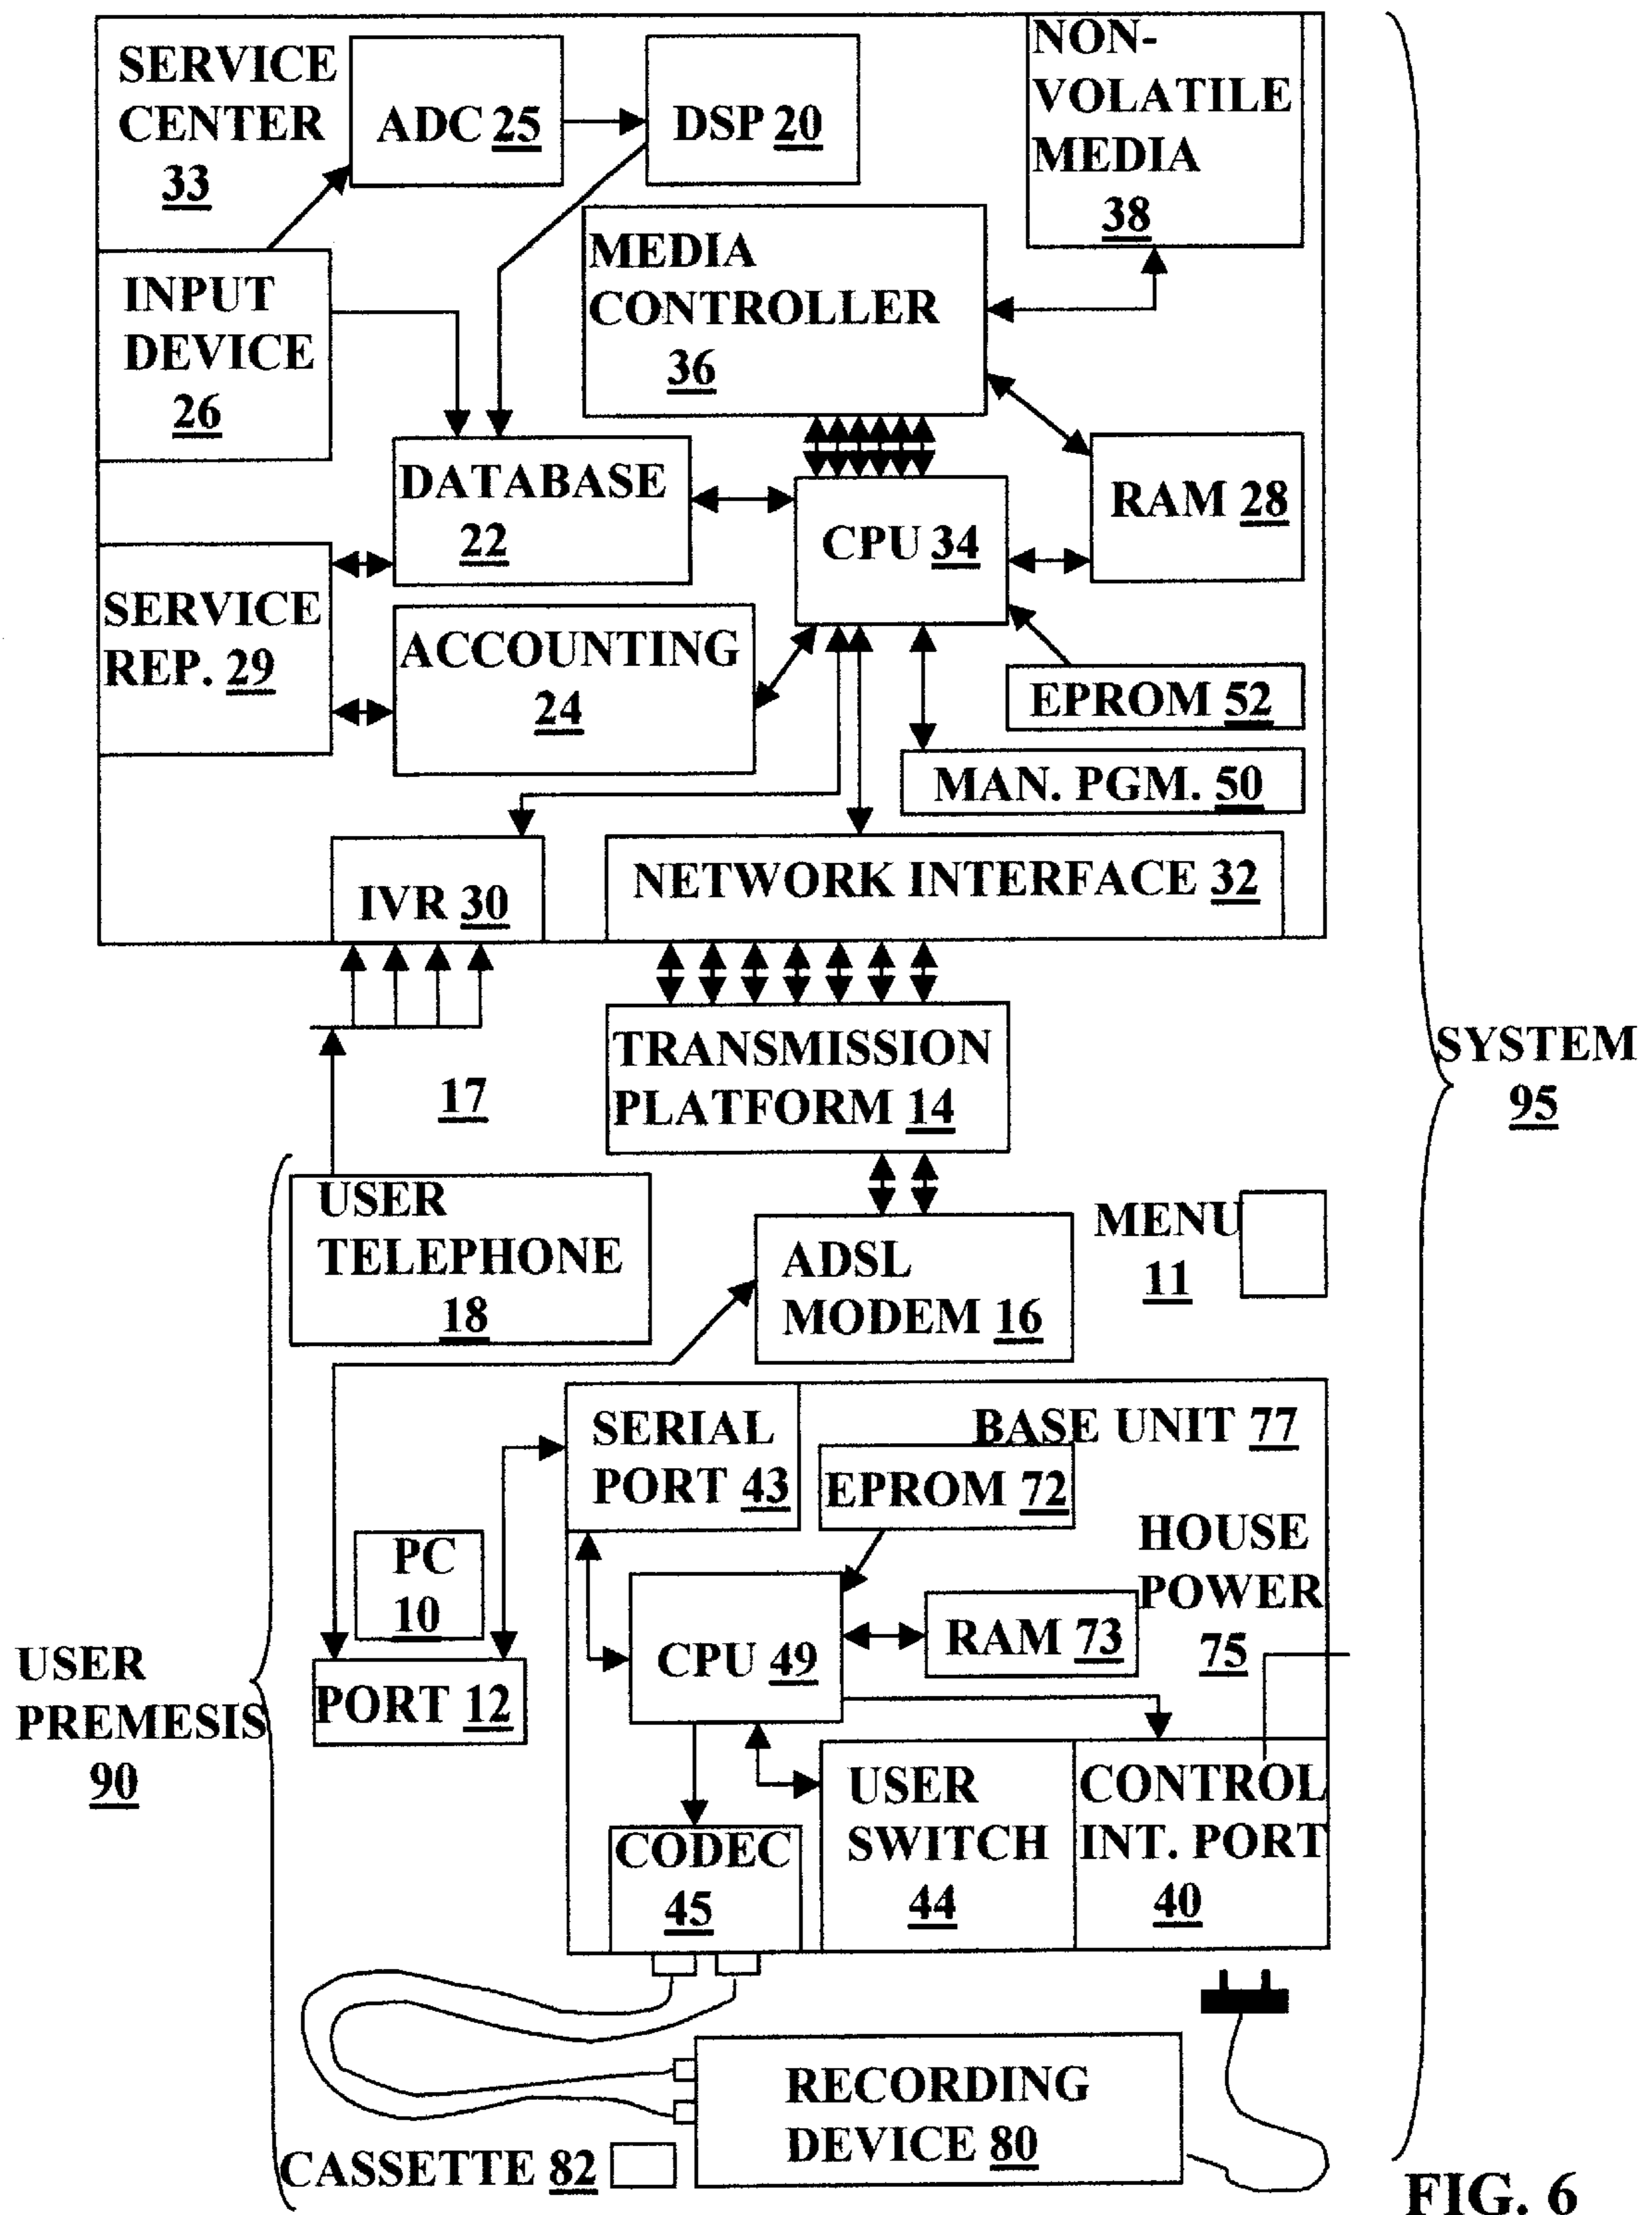 SERVICE
CENTER
33
ADC 25
DSP 20
NON-
VOLATILE
MEDIA
38
INPUT
DEVICE
26
MEDIA
CONTROLLER
36
DATABASE
22
CPU 34
RAM 28
SERVICE
REP. 29
ACCOUNTING
24
EPROM 52
MAN. PGM. 50
IVR 30
NETWORK INTERFACE 32
17
TRANSMISSION
PLATFORM 14
SYSTEM
95
USER
TELEPHONE
18
ADSL
MODEM 16
MENU
11
SERIAL
PORT 43
BASE UNIT 77
EPROM 72
HOUSE
POWER
75
PC
10
CPU 49
RAM 73
USER
PREMESIS
90
PORT 12
USER
SWITCH
44
CONTROL
INT. PORT
40
CODEC
45
RECORDING
DEVICE 80
CASSETTE 82
FIG. 6